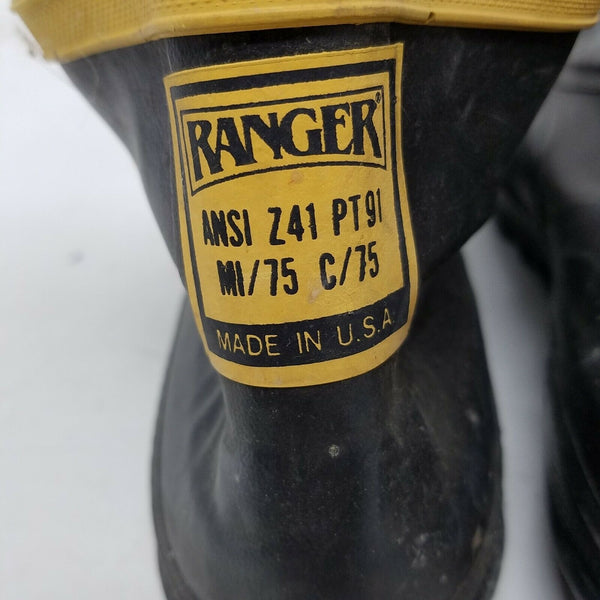 RANGER®
ANSI Z41 PT91
MI/75 C/75
MADE IN U.S.A.